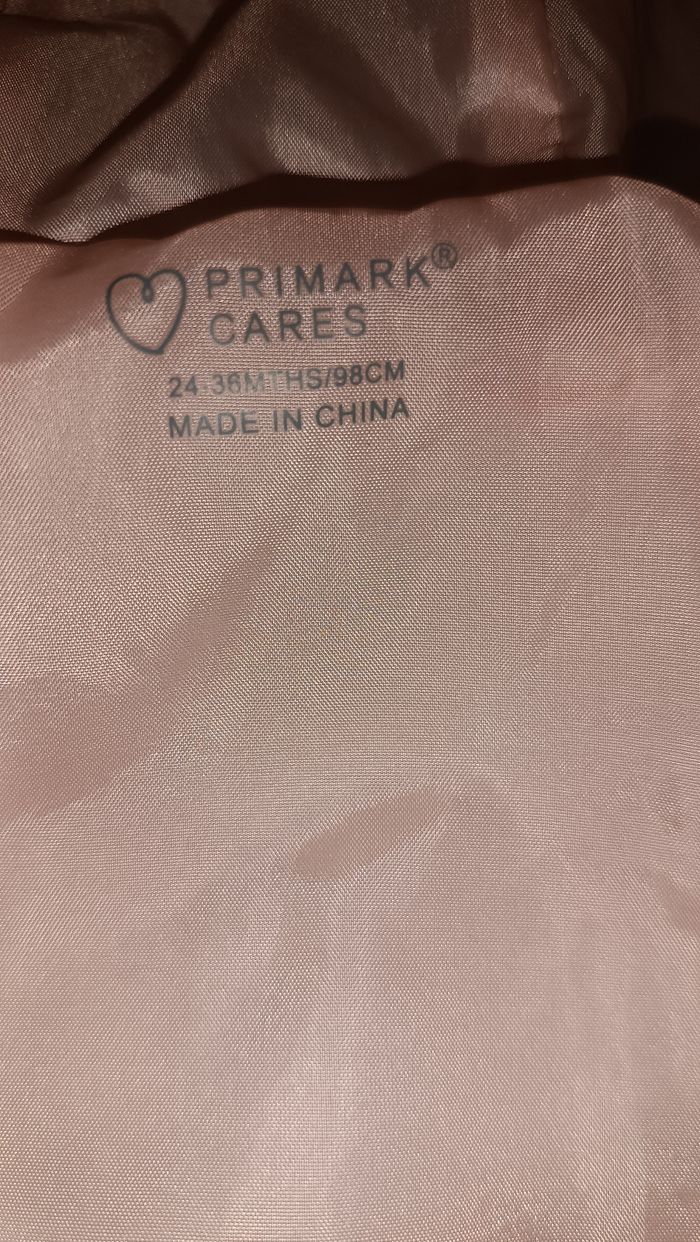 PRIMARK®
CARES
24-36MTHS/98CM
MADE IN CHINA